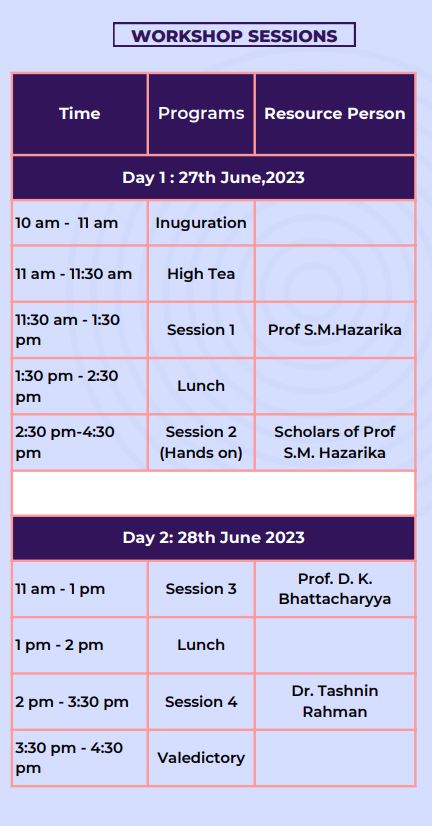 WORKSHOP SESSIONS
Time Programs Resource Person
Day 1 : 27th June,2023
10 am - 11 am Inuguration
11 am - 11:30 am High Tea
11:30 am - 1:30
pm
Session 1 Prof S.M.Hazarika
1:30 pm - 2:30
pm
Lunch
2:30 pm-4:30
pm
Session 2
(Hands on)
Scholars of Prof
S.M. Hazarika
Day 2: 28th June 2023
11 am - 1 pm Session 3
Prof. D. K.
Bhattacharyya
1 pm - 2 pm Lunch
2 pm - 3:30 pm Session 4
Dr. Tashnin
Rahman
3:30 pm - 4:30
pm
Valedictory